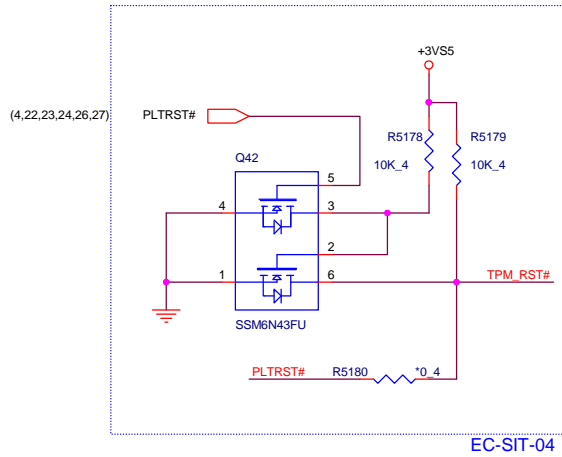 +3VS5
(4,22,23,24,26,27) PLTRST#
R5178 R5179
10K_4 10K_4
Q42
5
4 3
2
1 6
TPM_RST#
SSM6N43FU
PLTRST# R5180 *0_4
EC-SIT-04